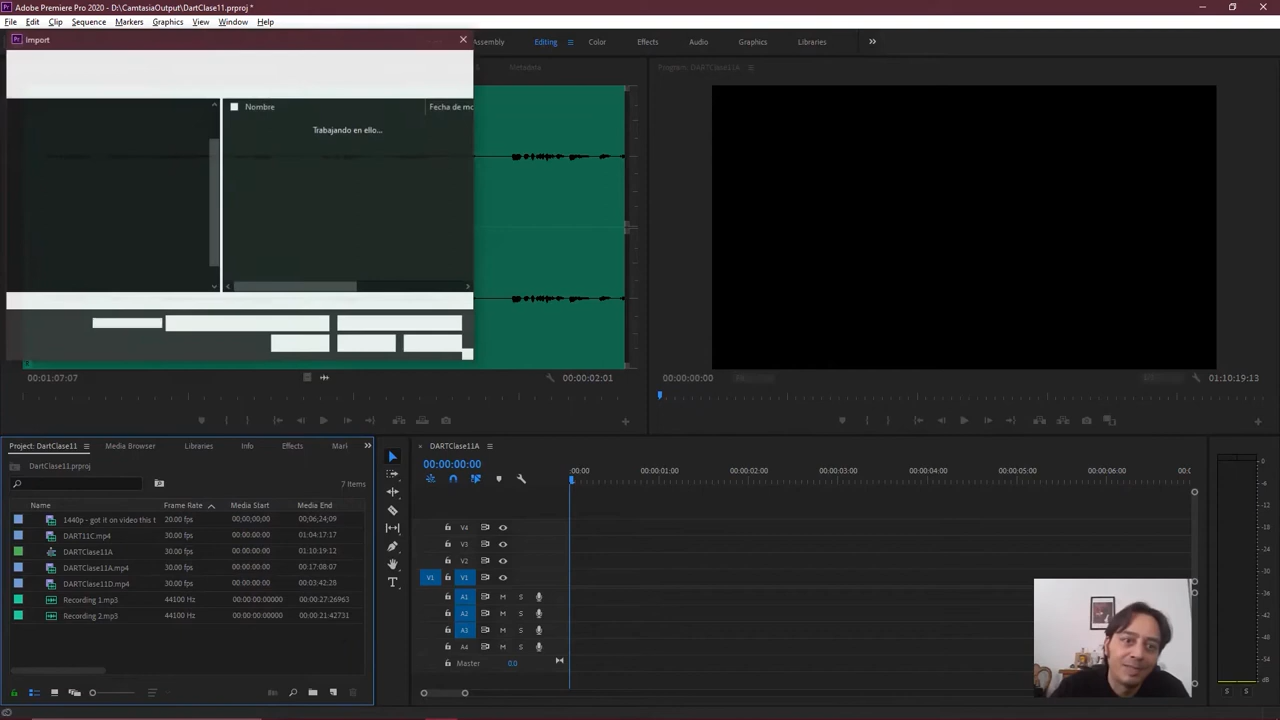 Adobe Premiere Pro 2020 - D:\CamtasiaOutput\DartClase11.prproj *
File Edit Clip Sequence Markers Graphics View Window Help
Import
Assembly Editing Color Effects Audio Graphics Libraries
Metadata
Program: DARTClase11A
Nombre Fecha de mo
Trabajando en ello...
00:01:07:07 00:00:02:01
00:00:00:00 01:10:19:13
Project: DartClase11 Media Browser Libraries Info Effects Mark
DartClase11.prproj
7 Items
Name Frame Rate Media Start Media End
1440p - got it on video this t 20.00 fps 00;00;00;00 00;06;24;09
DART11C.mp4 30.00 fps 00:00:00:00 01:04:17:17
DARTClase11A 30.00 fps 00:00:00:00 01:10:19:12
DARTClase11A.mp4 30.00 fps 00:00:00:00 00:17:08:07
DARTClase11D.mp4 30.00 fps 00:00:00:00 00:03:42:28
Recording 1.mp3 44100 Hz 00:00:00:00000 00:00:27:26963
Recording 2.mp3 44100 Hz 00:00:00:00000 00:00:21:42731
DARTClase11A
00:00:00:00
:00:00 00:00:01:00 00:00:02:00 00:00:03:00 00:00:04:00 00:00:05:00 00:00:06:00 00:0
V4
V3
V2
V1 V1
A1 M S
A2 M S
A3 M S
A4 M S
Master 0.0
0
dB
S S